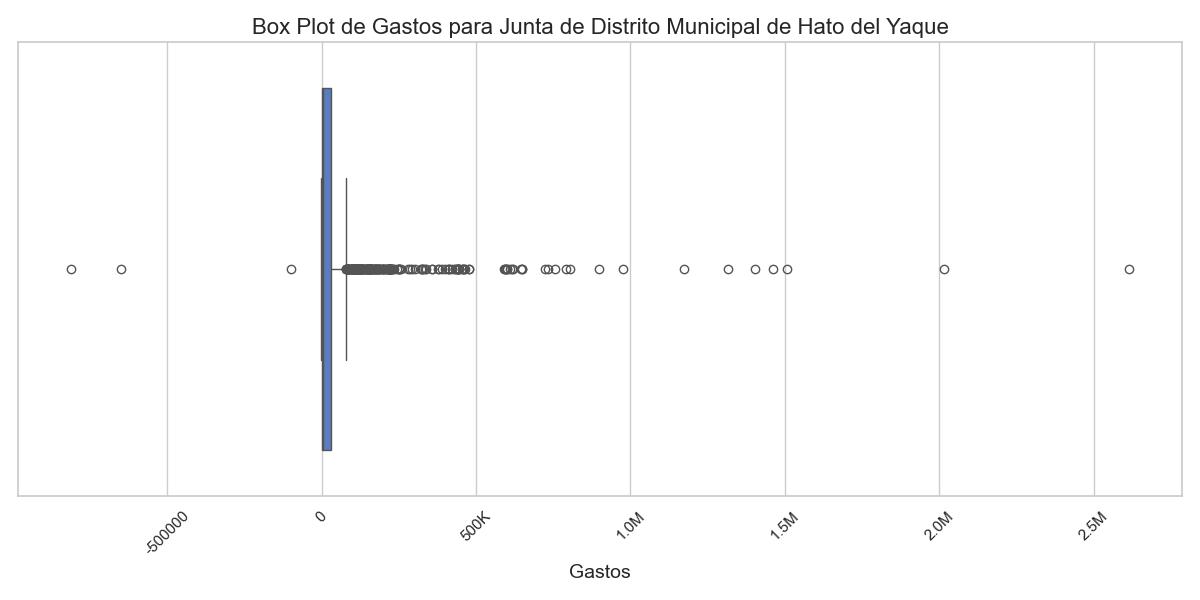 Box Plot de Gastos para Junta de Distrito Municipal de Hato del Yaque
-500000
0
500K
1.0M
1.5M
2.0M
2.5M
Gastos